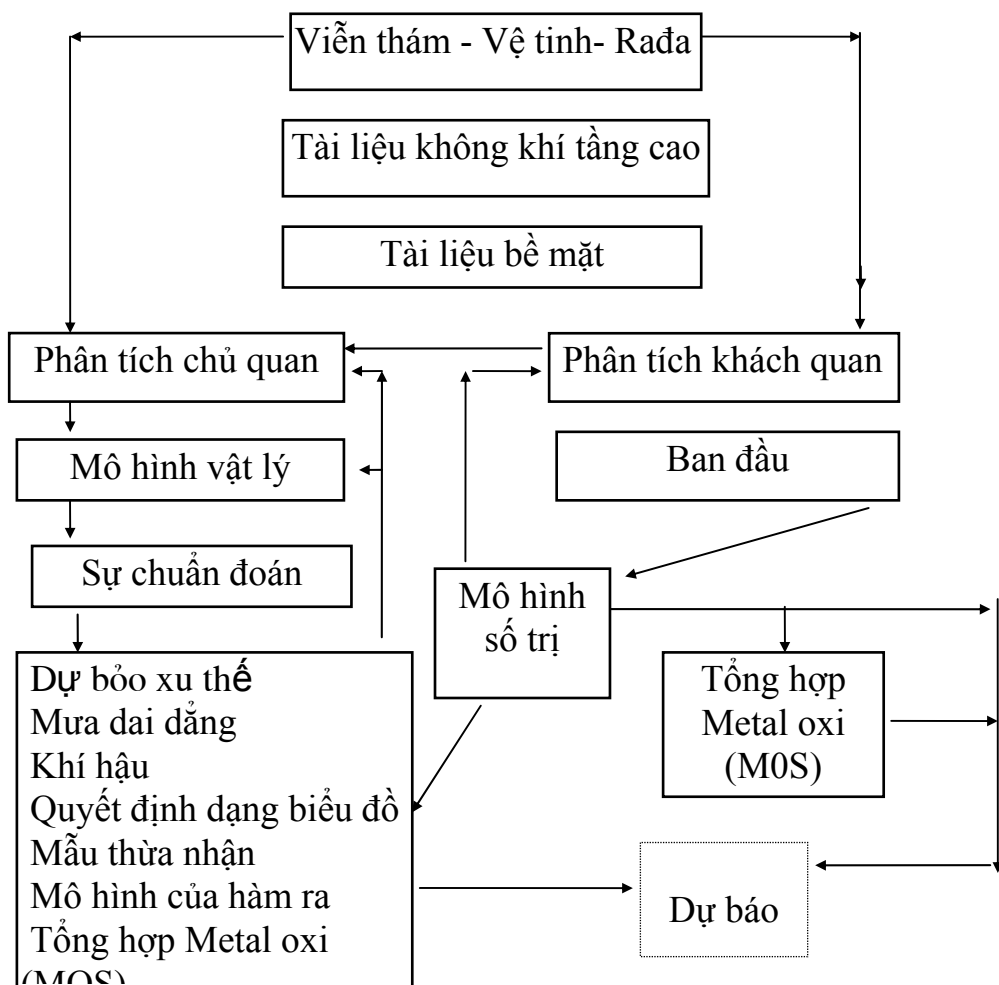 Viễn thám - Vệ tinh- Rađa
Tài liệu không khí tầng cao
Tài liệu bề mặt
Phân tích chủ quan
Phân tích khách quan
Mô hình vật lý
Ban đầu
Sự chuẩn đoán
Mô hình
số trị
Dự bỏo xu thế
Mưa dai dẳng
Khí hậu
Quyết định dạng biểu đồ
Mẫu thừa nhận
Mô hình của hàm ra
Tổng hợp Metal oxi
(MOS)
Tổng hợp
Metal oxi
(M0S)
Dự báo